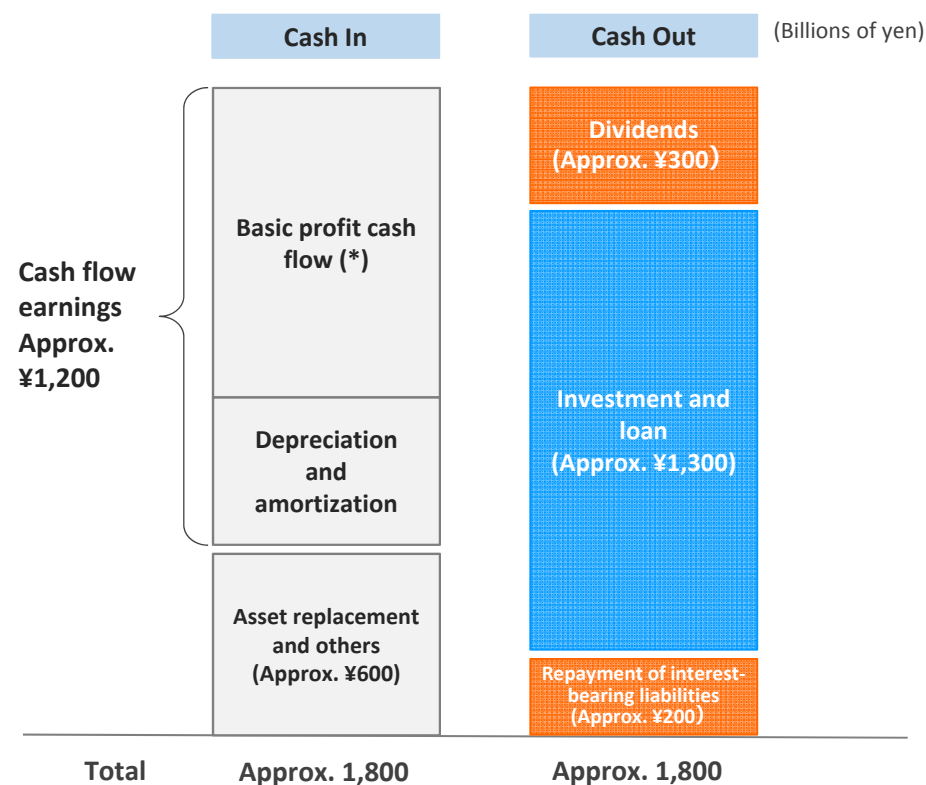 Cash In
Cash Out
(Billions of yen)
Cash flow
earnings
Approx.
¥1,200
Basic profit cash
flow (*)
Depreciation
and
amortization
Asset replacement
and others
(Approx. ¥600)
Dividends
(Approx. ¥300）
Investment and
loan
(Approx. ¥1,300)
Repayment of interest-
bearing liabilities
(Approx. ¥200）
Total
Approx. 1,800
Approx. 1,800